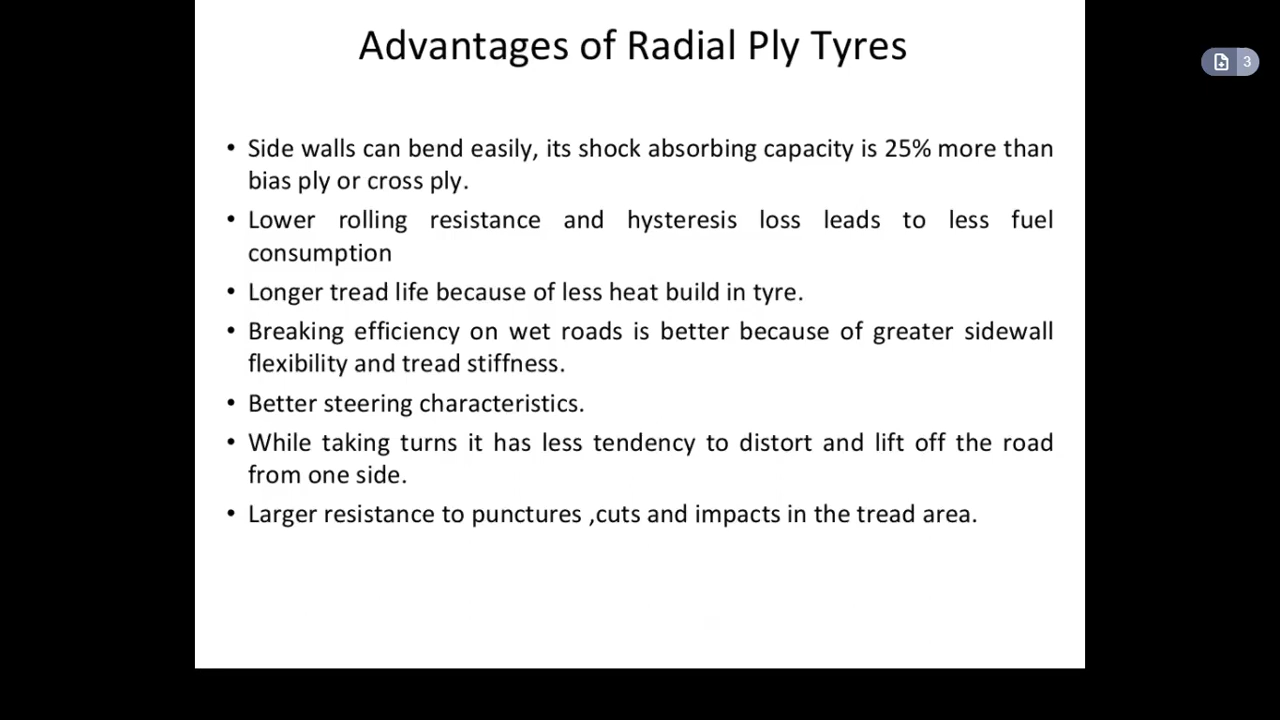 Advantages of Radial Ply Tyres
3
• Side walls can bend easily, its shock absorbing capacity is 25% more than
bias ply or cross ply.
• Lower rolling resistance and hysteresis loss leads to less fuel
consumption
• Longer tread life because of less heat build in tyre.
• Breaking efficiency on wet roads is better because of greater sidewall
flexibility and tread stiffness.
• Better steering characteristics.
• While taking turns it has less tendency to distort and lift off the road
from one side.
• Larger resistance to punctures ,cuts and impacts in the tread area.